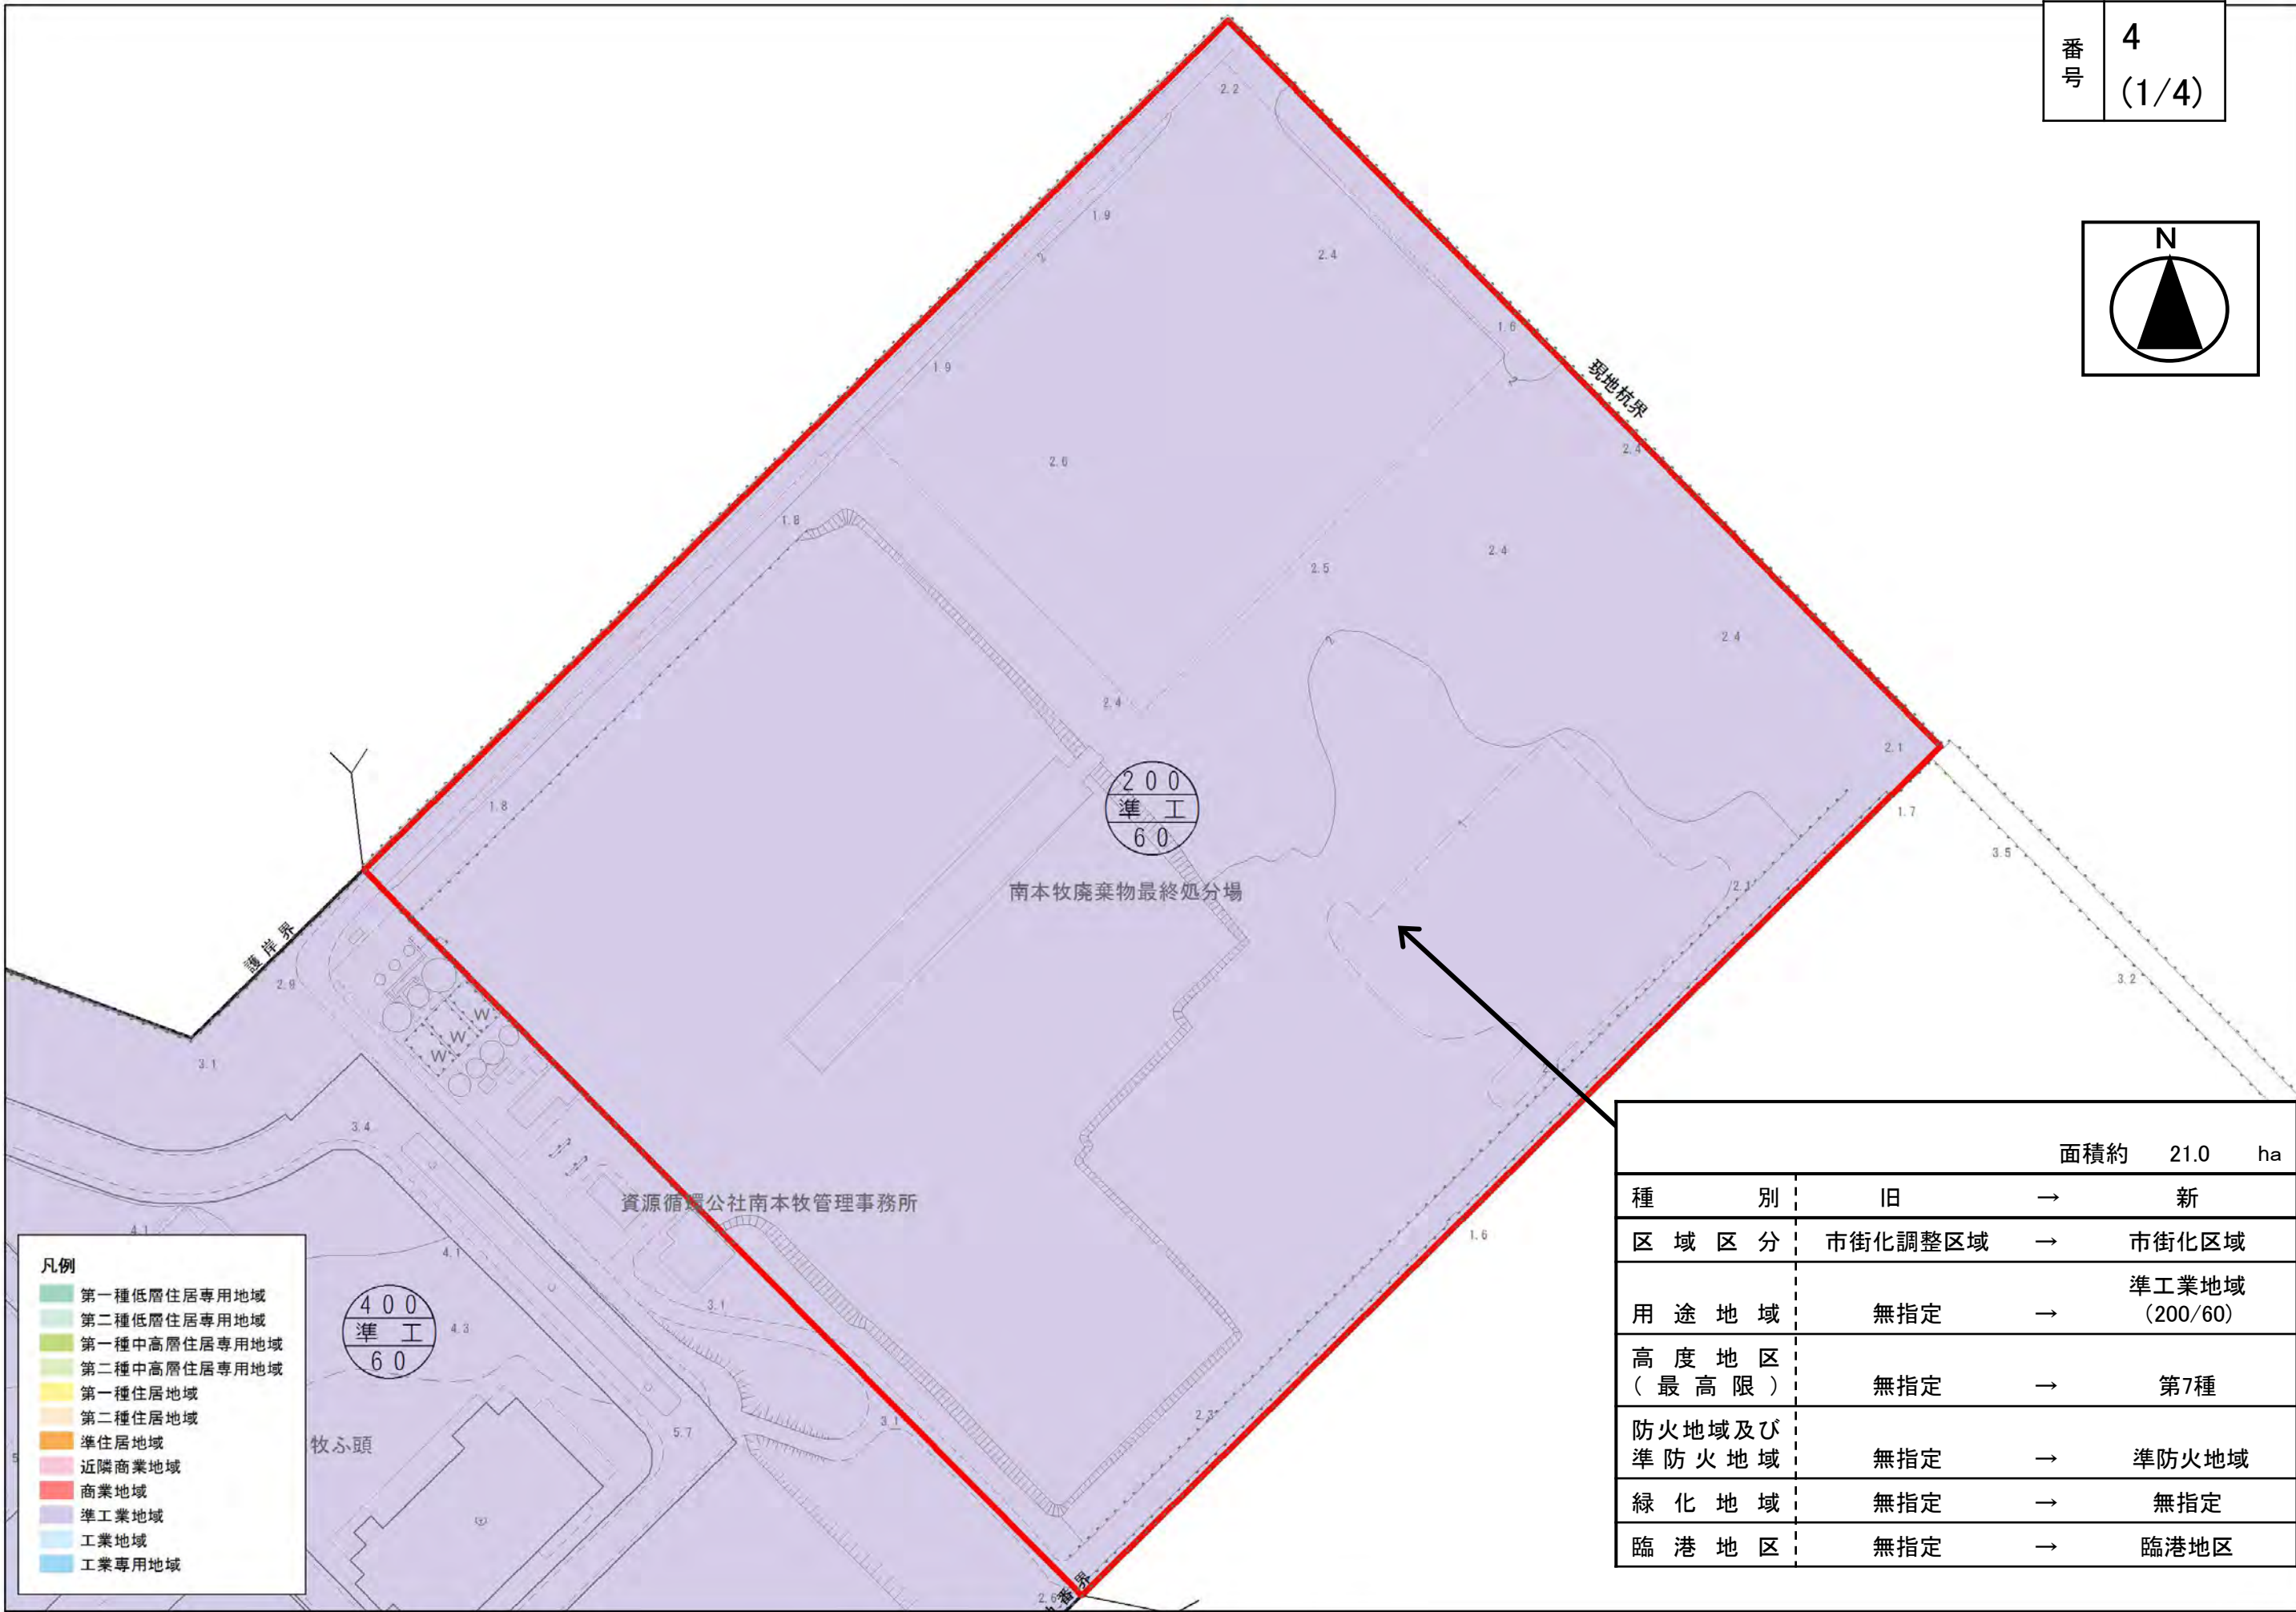 番号
4
(1/4)
N
2.2
1.9
2
2.4
1.6
1.9
2
現地杭界
2.4
2.6
1.8
2.4
2.5
2
2.4
2.4
2.1
200
準 工
60
1.8
1.7
3.5
南本牧廃棄物最終処分場
2.1
護岸界
2.9
3.2
W
W
W
3.1
3.4
資源循環公社南本牧管理事務所
1.6
4.1
4.1
3.1
400
準 工
60
4.3
5.7
3.1
2.3
牧ふ頭
2.6
番界
凡例
第一種低層住居専用地域
第二種低層住居専用地域
第一種中高層住居専用地域
第二種中高層住居専用地域
第一種住居地域
第二種住居地域
準住居地域
近隣商業地域
商業地域
準工業地域
工業地域
工業専用地域
面積約 21.0 ha
種別 旧 → 新
区域区分 市街化調整区域 → 市街化区域
用途地域 無指定 → 準工業地域
(200/60)
高度地区
(最高限) 無指定 → 第7種
防火地域及び
準防火地域 無指定 → 準防火地域
緑化地域 無指定 → 無指定
臨港地区 無指定 → 臨港地区